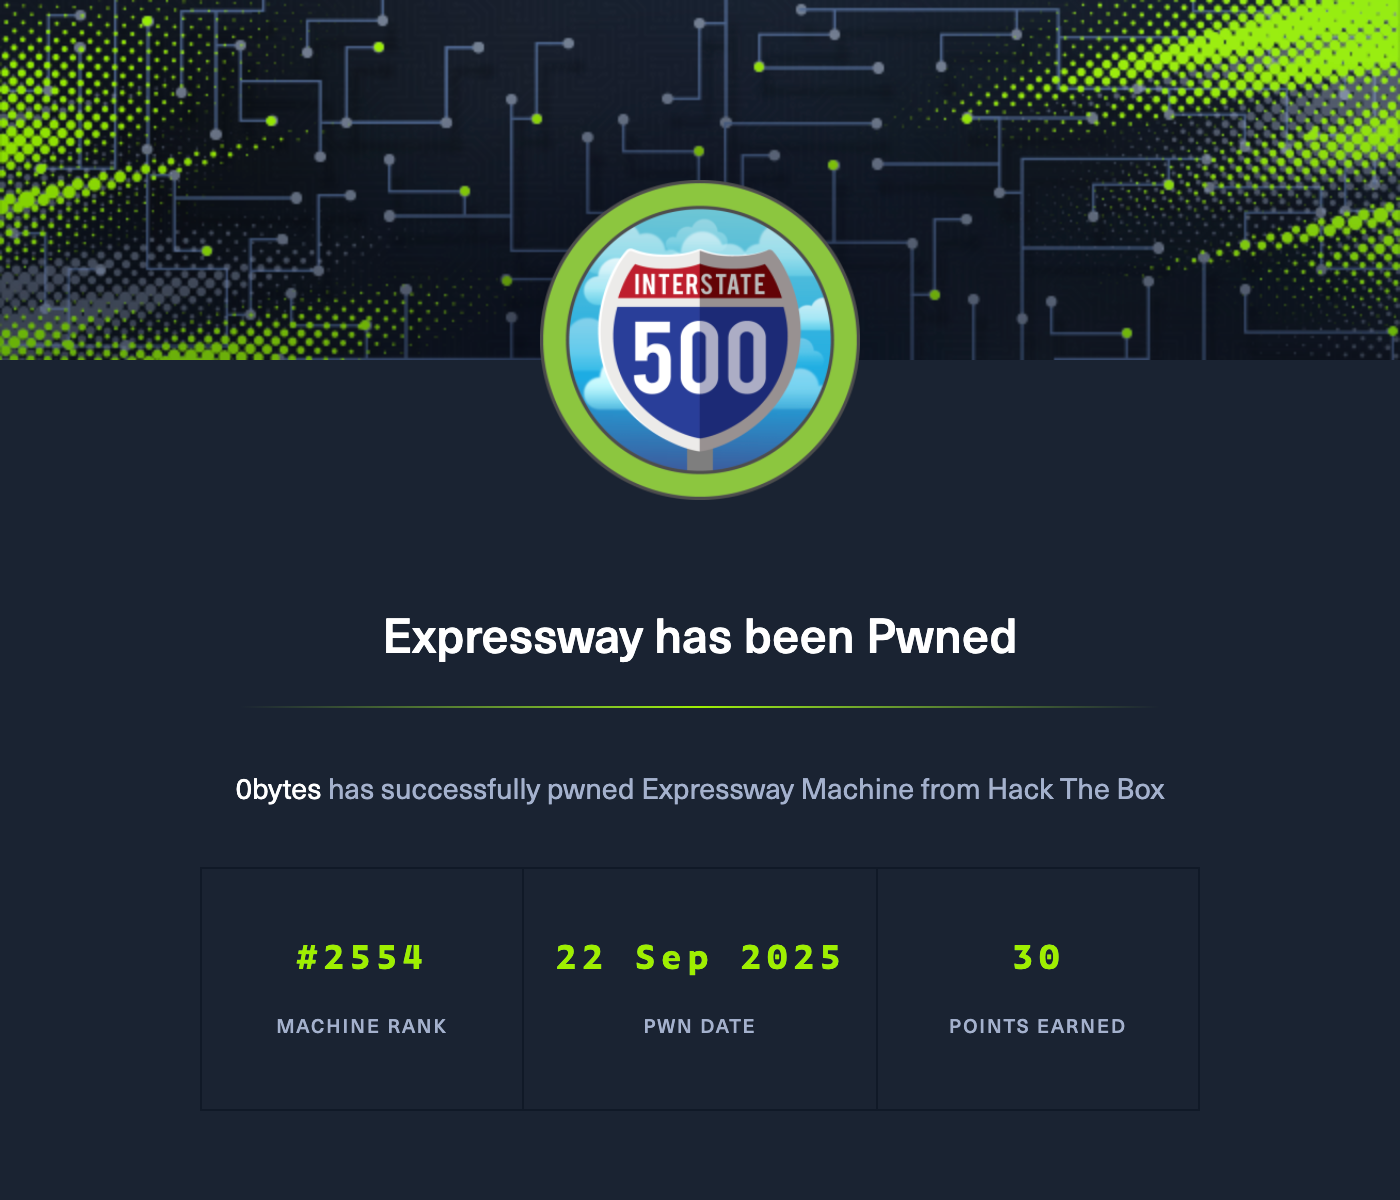 INTERSTATE
500
Expressway has been Pwned
0bytes has successfully pwned Expressway Machine from Hack The Box
#2554
MACHINE RANK
22 Sep 2025
PWN DATE
30
POINTS EARNED